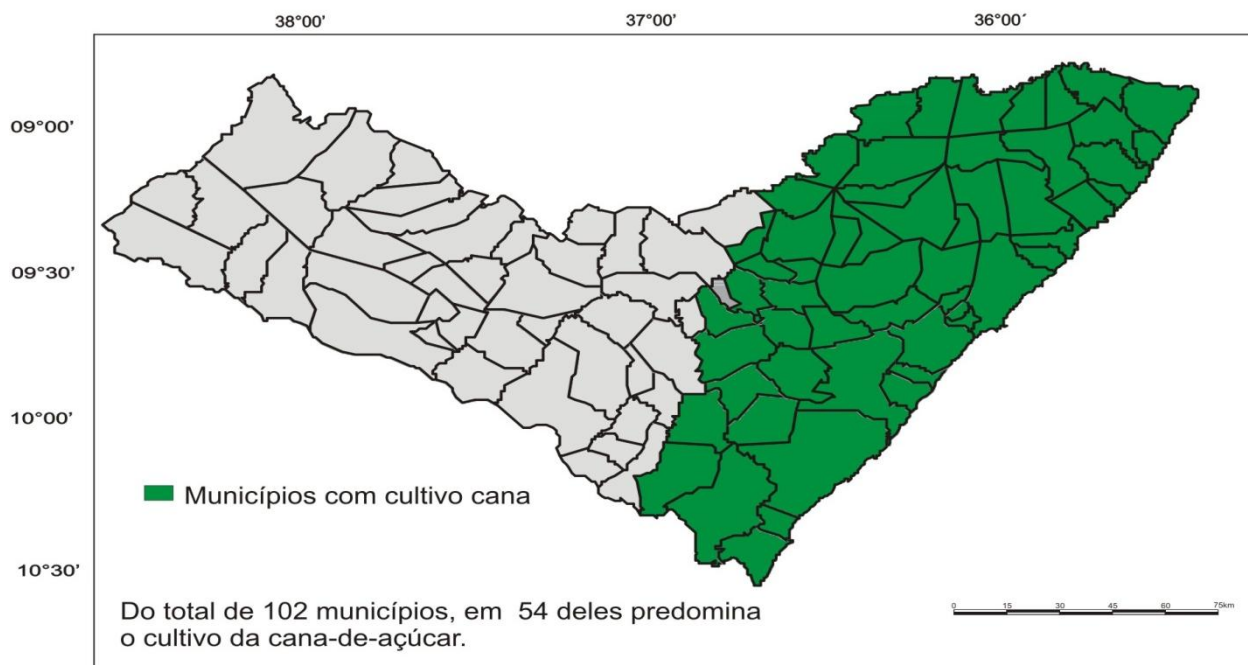 38°00' 37°00' 36°00´
09°00'
09°30'
10°00'
Municípios com cultivo cana
10°30'
Do total de 102 municípios, em 54 deles predomina
o cultivo da cana-de-açúcar.
0 15 30 45 60 75km